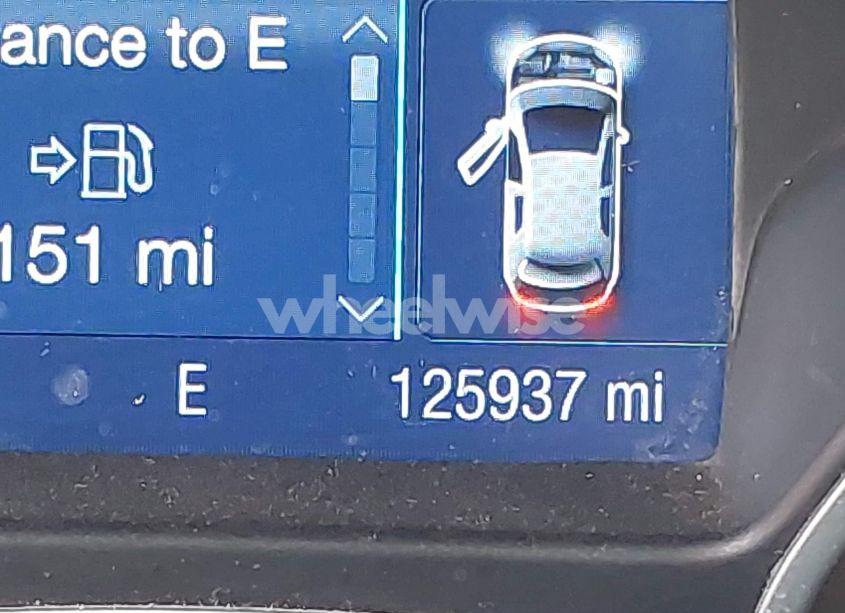 ance to E
151 mi
wheelwise
E
125937 mi